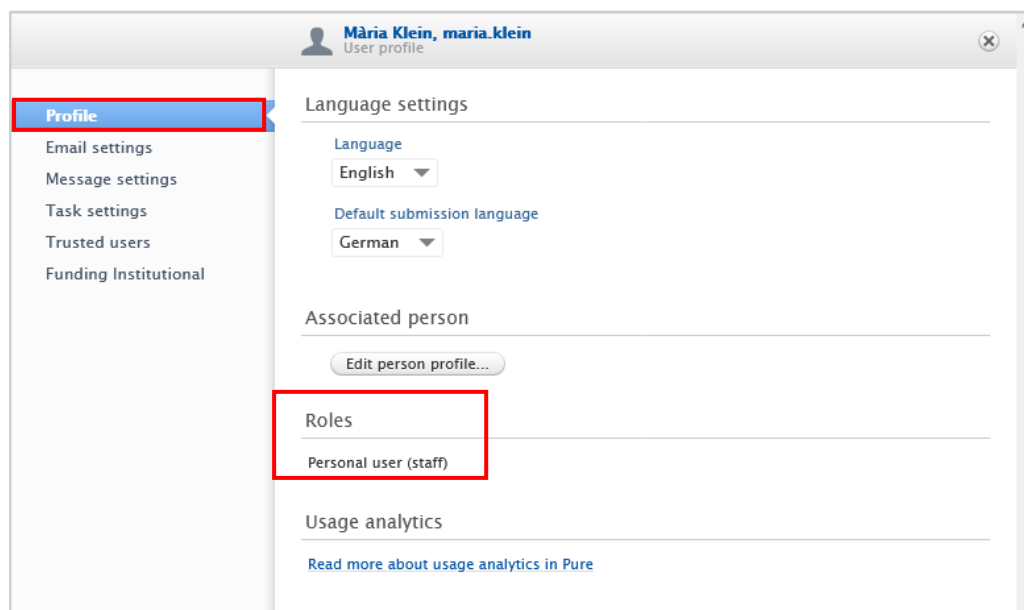 Mària Klein, maria.klein
User profile
Profile
Email settings
Message settings
Task settings
Trusted users
Funding Institutional
Language settings
Language
English
Default submission language
German
Associated person
Edit person profile...
Roles
Personal user (staff)
Usage analytics
Read more about usage analytics in Pure